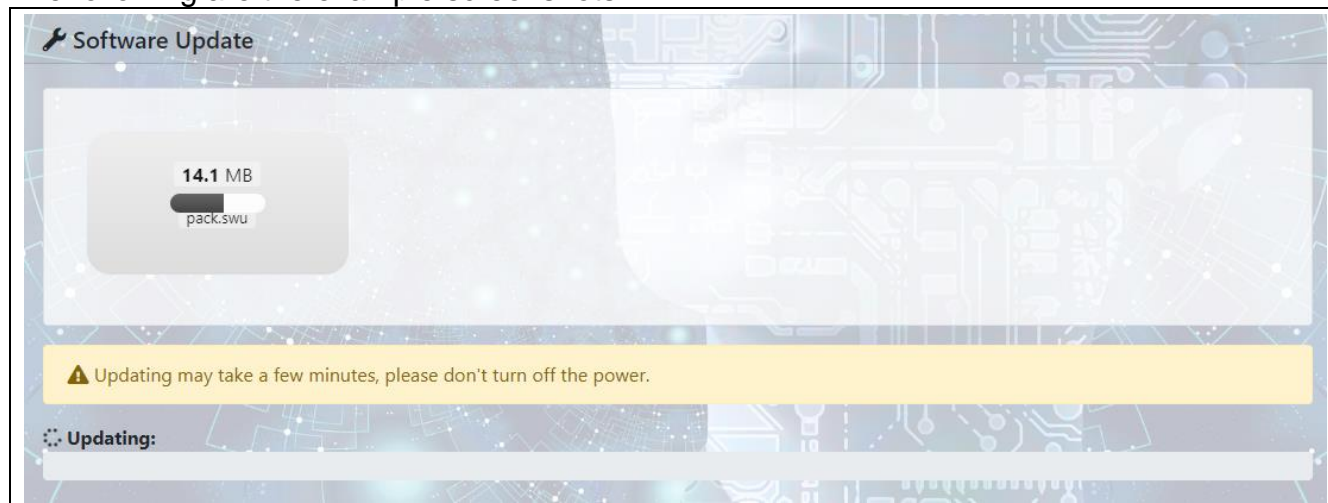 Software Update
14.1 MB
pack.swu
Updating may take a few minutes, please don't turn off the power.
Updating: